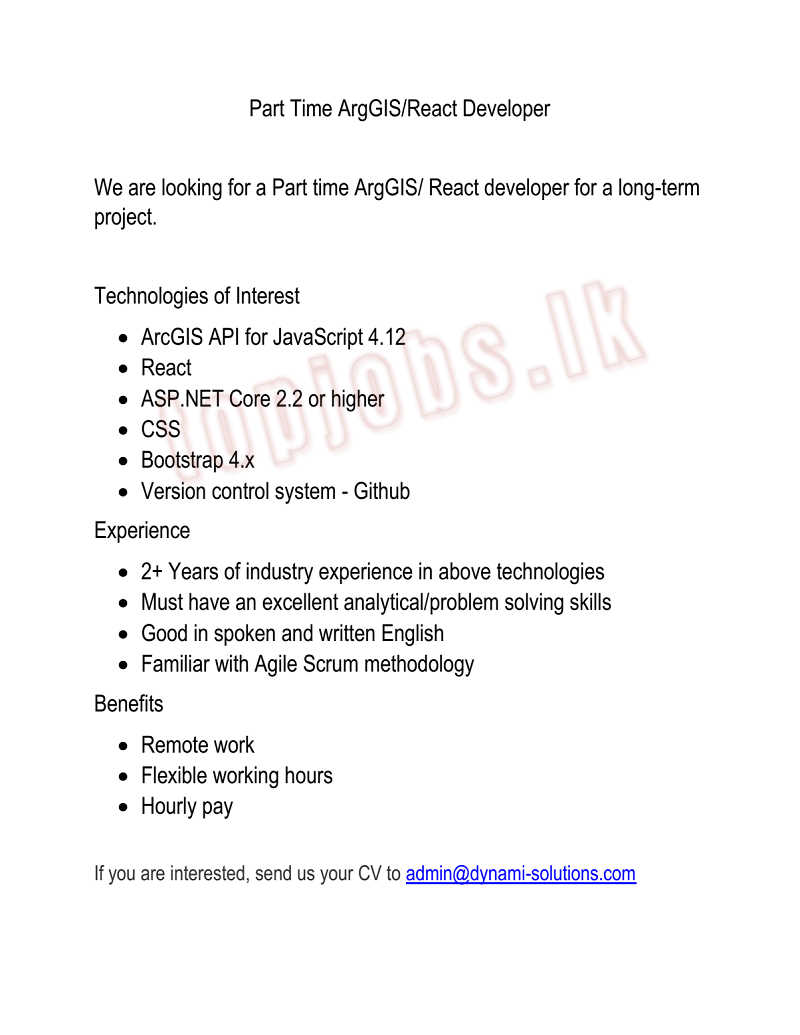 Part Time ArgGIS/React Developer
We are looking for a Part time ArgGIS/ React developer for a long-term
project.
Technologies of Interest
• ArcGIS API for JavaScript 4.12
• React
• ASP.NET Core 2.2 or higher
• CSS
• Bootstrap 4.x
• Version control system - Github
Experience
• 2+ Years of industry experience in above technologies
• Must have an excellent analytical/problem solving skills
• Good in spoken and written English
• Familiar with Agile Scrum methodology
Benefits
• Remote work
• Flexible working hours
• Hourly pay
If you are interested, send us your CV to admin@dynami-solutions.com